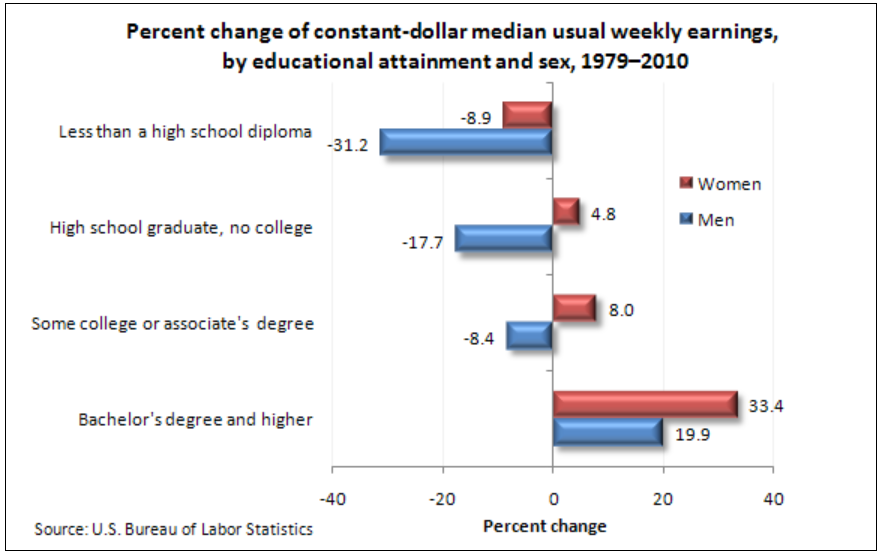 Percent change of constant-dollar median usual weekly earnings,
by educational attainment and sex, 1979–2010
-8.9
Less than a high school diploma
-31.2
Women
4.8
Men
High school graduate, no college
-17.7
8.0
Some college or associate's degree
-8.4
33.4
Bachelor's degree and higher
19.9
-40 -20 0 20 40
Percent change
Source: U.S. Bureau of Labor Statistics